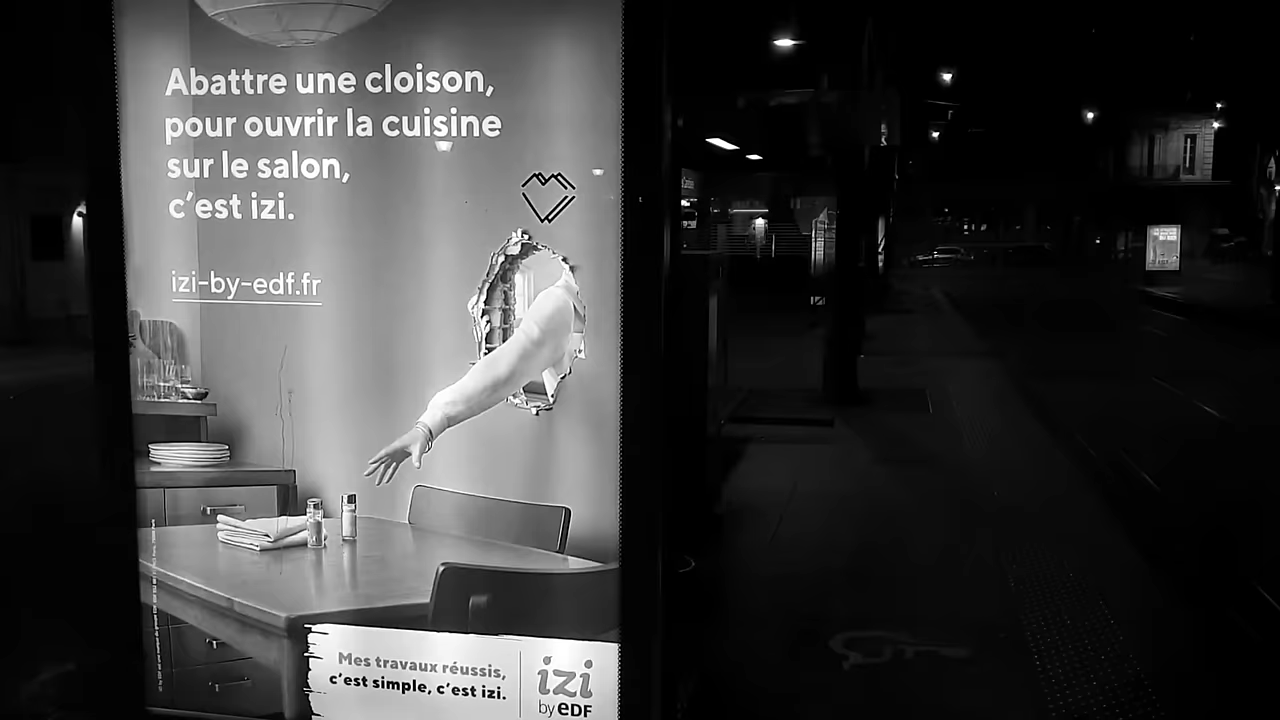 Abattre une cloison,
pour ouvrir la cuisine
sur le salon,
c'est izi.
izi-by-edf.fr
Mes travaux réussis,
c'est simple, c'est izi.
izi
by eDF